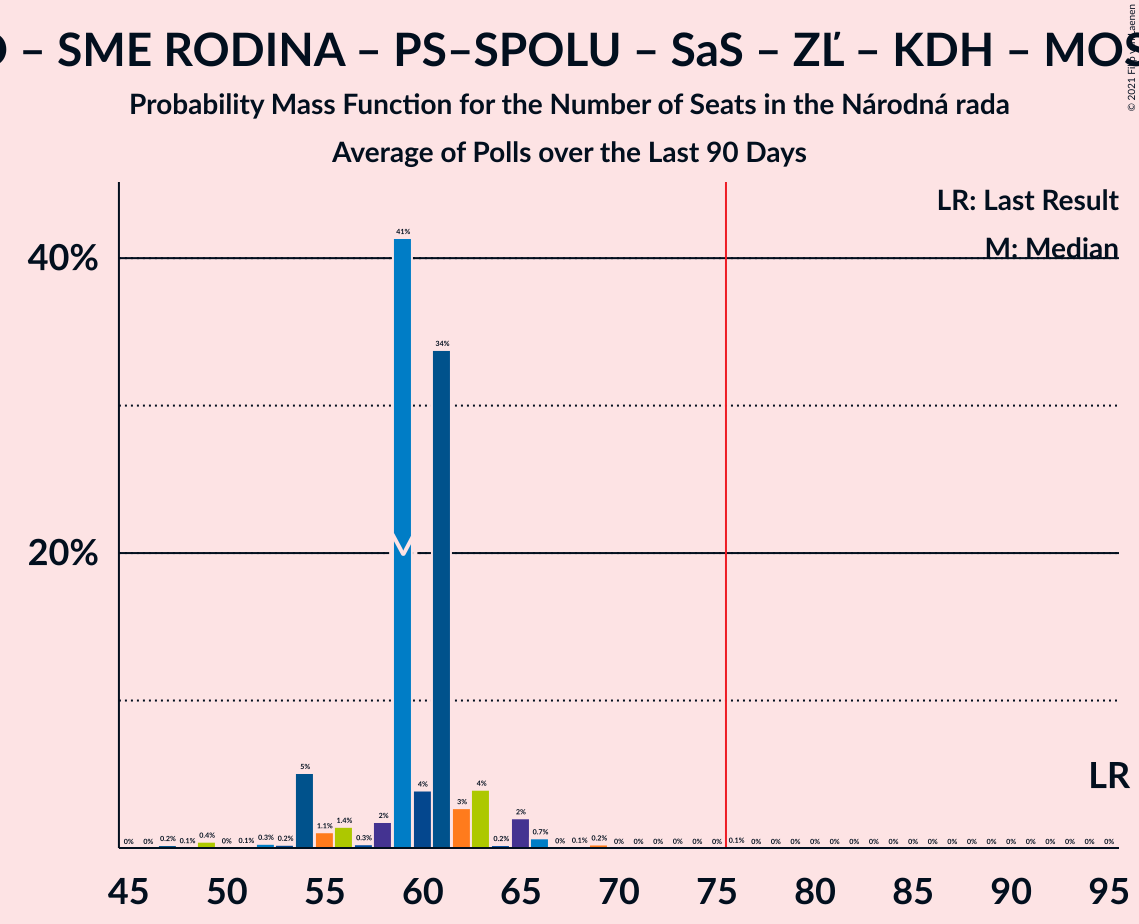 – SME RODINA – PS–SPOLU – SaS – ZĽ – KDH –
Probability Mass Function for the Number of Seats in the Národná rada
Average of Polls over the Last 90 Days
© 2021
LR: Last Result
M: Median
40%
20%
LR
0% 0% 0.2% 0.1% 0.4% 0% 0.1% 0.3% 0.2% 5% 1.1% 1.4% 0.3% 2% 41% 4% 34% 3% 4% 0.2% 2% 0.7% 0% 0.1% 0.2% 0% 0% 0% 0% 0% 0% 0.1% 0% 0% 0% 0% 0% 0% 0% 0% 0% 0% 0% 0% 0% 0% 0% 0% 0% 0% 0%
45 50 55 60 65 70 75 80 85 90 95